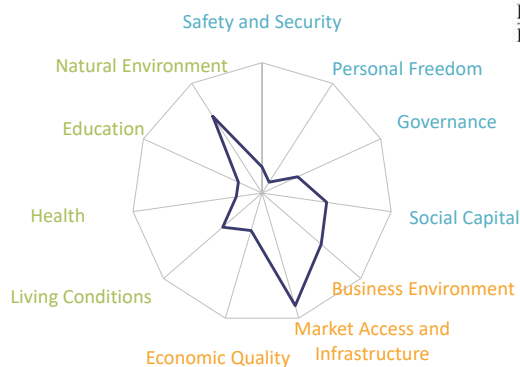 Safety and Security
Personal Freedom
Governance
Social Capital
Business Environment
Market Access and
Infrastructure
Economic Quality
Living Conditions
Health
Education
Natural Environment